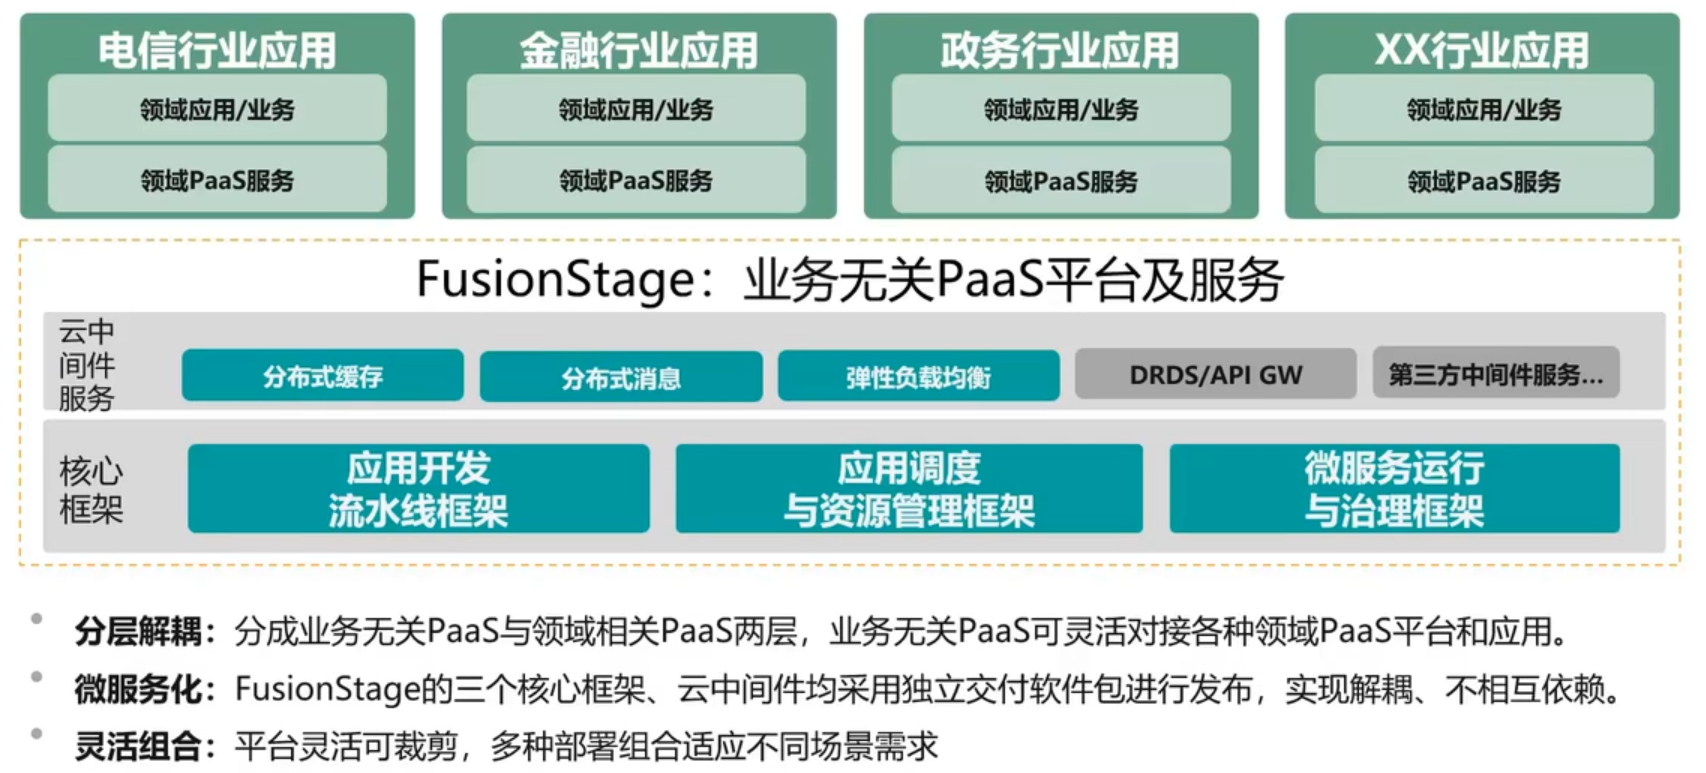 电信行业应用
领域应用/业务
领域PaaS服务
金融行业应用
领域应用/业务
领域PaaS服务
政务行业应用
领域应用/业务
领域PaaS服务
XX行业应用
领域应用/业务
领域PaaS服务
FusionStage：业务无关PaaS平台及服务
云中
间件
服务
分布式缓存
分布式消息
弹性负载均衡
DRDS/API GW
第三方中间件服务...
核心
框架
应用开发
流水线框架
应用调度
与资源管理框架
微服务运行
与治理框架
• 分层解耦：分成业务无关PaaS与领域相关PaaS两层，业务无关PaaS可灵活对接各种领域PaaS平台和应用。
• 微服务化：FusionStage的三个核心框架、云中间件均采用独立交付软件包进行发布，实现解耦、不相互依赖。
• 灵活组合：平台灵活可裁剪，多种部署组合适应不同场景需求